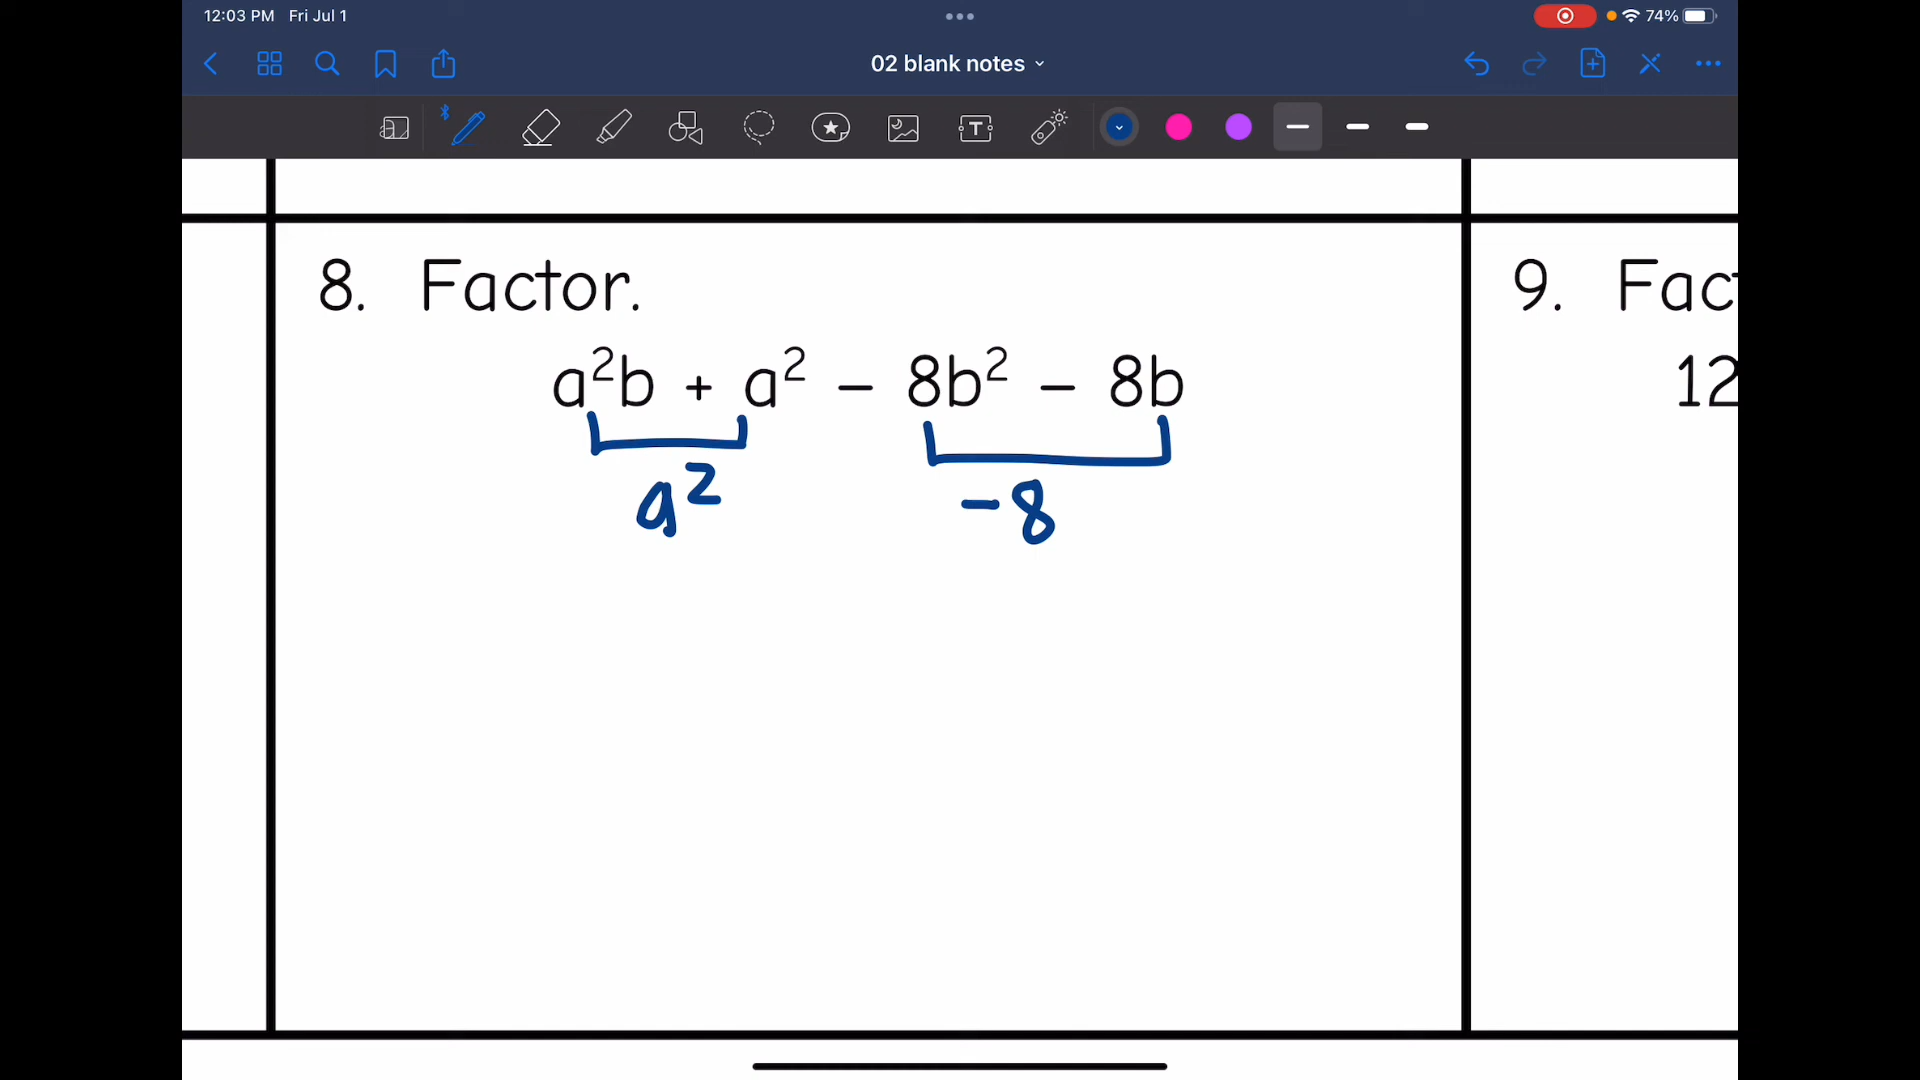 12:03 PM Fri Jul 1
74%
02 blank notes
8. Factor.
a²b + a² − 8b² − 8b
a² −8
9. Fac
12